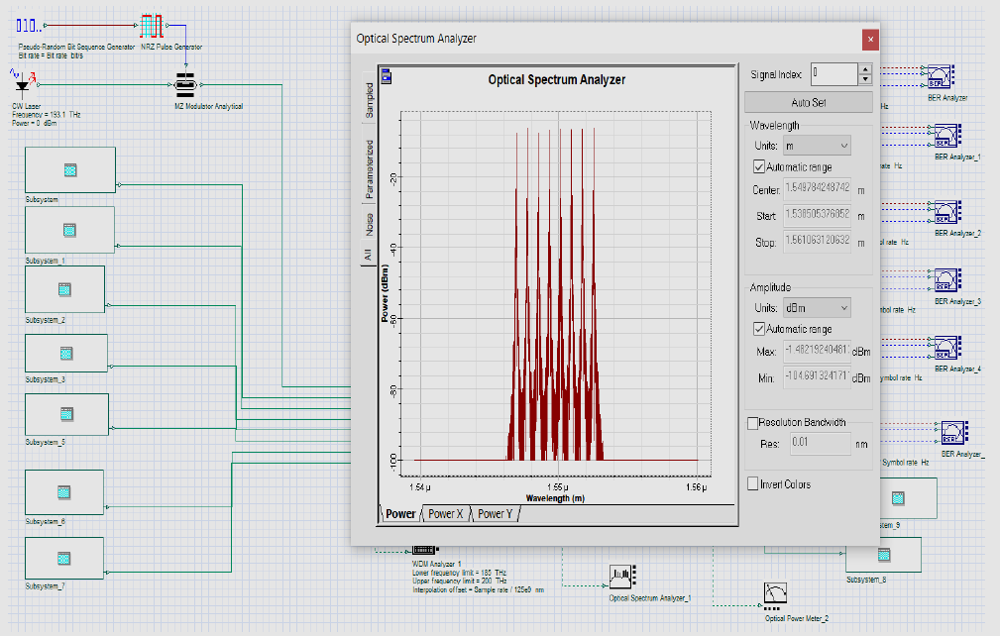 Pseudo-Random Bit Sequence Generator
Bit rate = Bit rate bit/s
NRZ Pulse Generator
CW Laser
Frequency = 193.1 THz
Power = 0 dBm
MZ Modulator Analytical
Subsystem
Subsystem_1
Subsystem_2
Subsystem_3
Subsystem_5
Subsystem_6
Subsystem_7
Optical Spectrum Analyzer
Optical Spectrum Analyzer
Sampled
Parameterized
Noise
All
Power (dBm)
-20
-40
-60
-80
-100
1.54 µ
1.55 µ
1.56 µ
Wavelength (m)
Power
Power X
Power Y
Signal Index: 0
Auto Set
Wavelength
Units: m
Automatic range
Center: 1.549784248742 m
Start: 1.538505376852 m
Stop: 1.561063120632 m
Amplitude
Units: dBm
Automatic range
Max: -1.48219240481 dBm
Min: -104.691324171 dBm
Resolution Bandwidth
Res: 0.01 nm
Invert Colors
BER Analyzer
Hz
BER Analyzer_1
rate Hz
BER Analyzer_2
ol rate Hz
BER Analyzer_3
mbol rate Hz
BER Analyzer_4
ymbol rate Hz
BER Analyzer_
Symbol rate Hz
stem_9
Subsystem_8
WDM Analyzer_1
Lower frequency limit = 185 THz
Upper frequency limit = 200 THz
Interpolation offset = Sample rate / 125e9 nm
Optical Spectrum Analyzer_1
Optical Power Meter_2